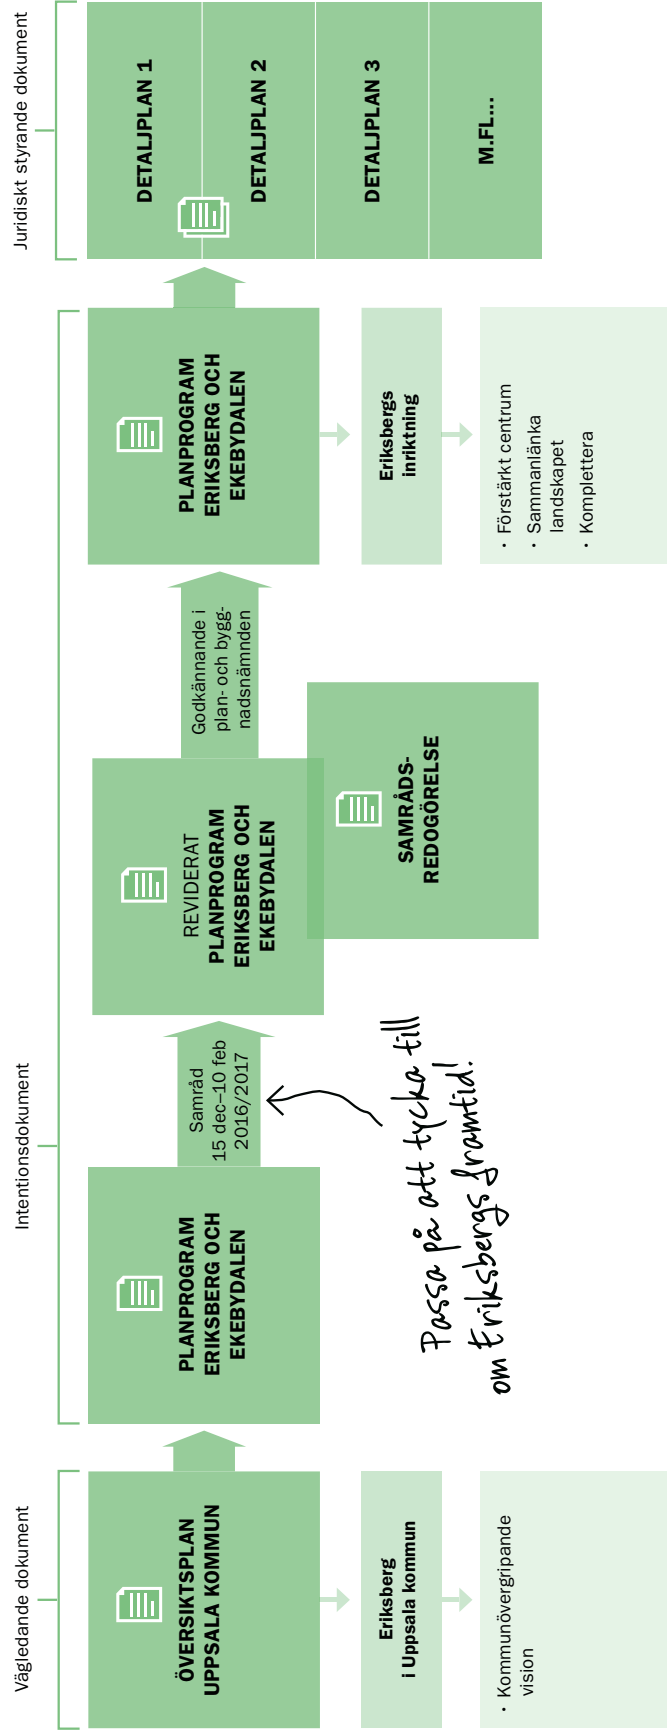 Vägledande dokument
ÖVERSIKTSPLAN
UPPSALA KOMMUN
Eriksberg
i Uppsala kommun
· Kommunövergripande
vision
Intentionsdokument
PLANPROGRAM
ERIKSBERG OCH
EKEBYDALEN
Samråd
15 dec–10 feb
2016/2017
Passa på att tycka till
om Eriksbergs framtid!
REVIDERAT
PLANPROGRAM
ERIKSBERG OCH
EKEBYDALEN
SAMRÅDS-
REDOGÖRELSE
Godkännande i
plan- och bygg-
nadsnämnden
PLANPROGRAM
ERIKSBERG OCH
EKEBYDALEN
Eriksbergs
inriktning
· Förstärkt centrum
· Sammanlänka
landskapet
· Komplettera
Juridiskt styrande dokument
DETALJPLAN 1
DETALJPLAN 2
DETALJPLAN 3
M.FL...